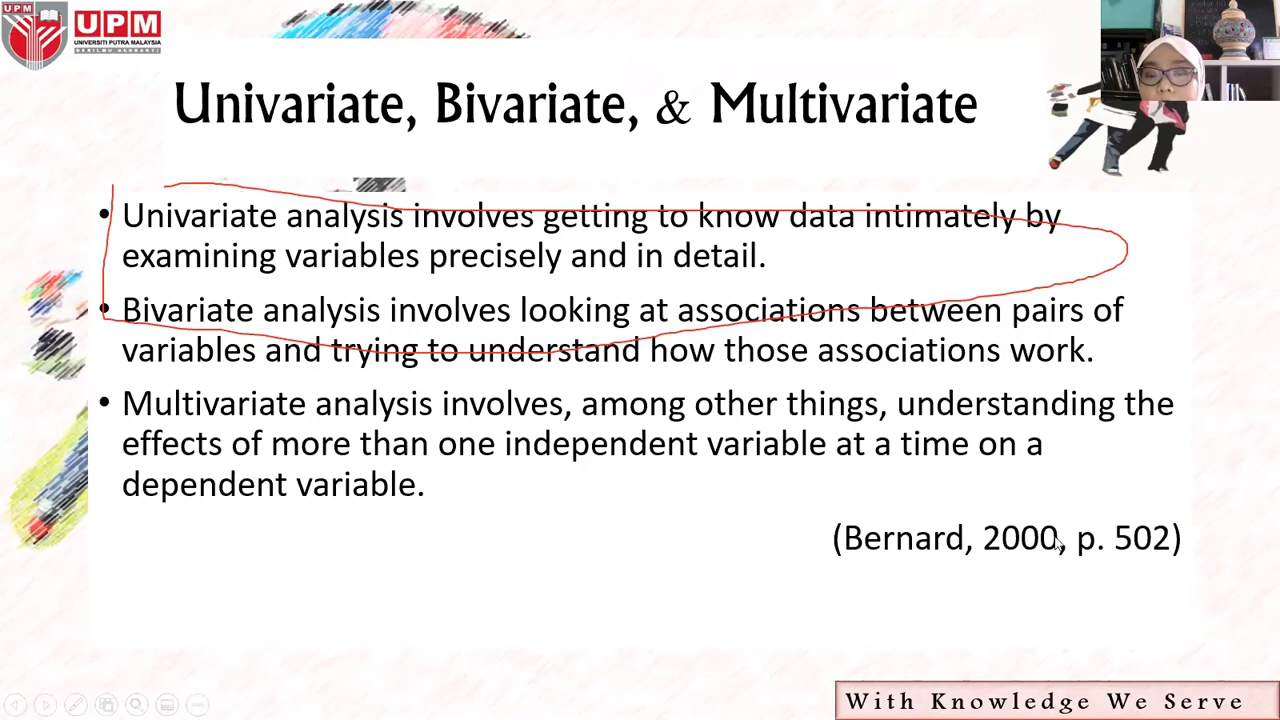 UPM
UPM
UNIVERSITI PUTRA MALAYSIA
BERILMU BERBAKTI
Univariate, Bivariate, & Multivariate
• Univariate analysis involves getting to know data intimately by
examining variables precisely and in detail.
• Bivariate analysis involves looking at associations between pairs of
variables and trying to understand how those associations work.
• Multivariate analysis involves, among other things, understanding the
effects of more than one independent variable at a time on a
dependent variable.
(Bernard, 2000, p. 502)
With Knowledge We Serve